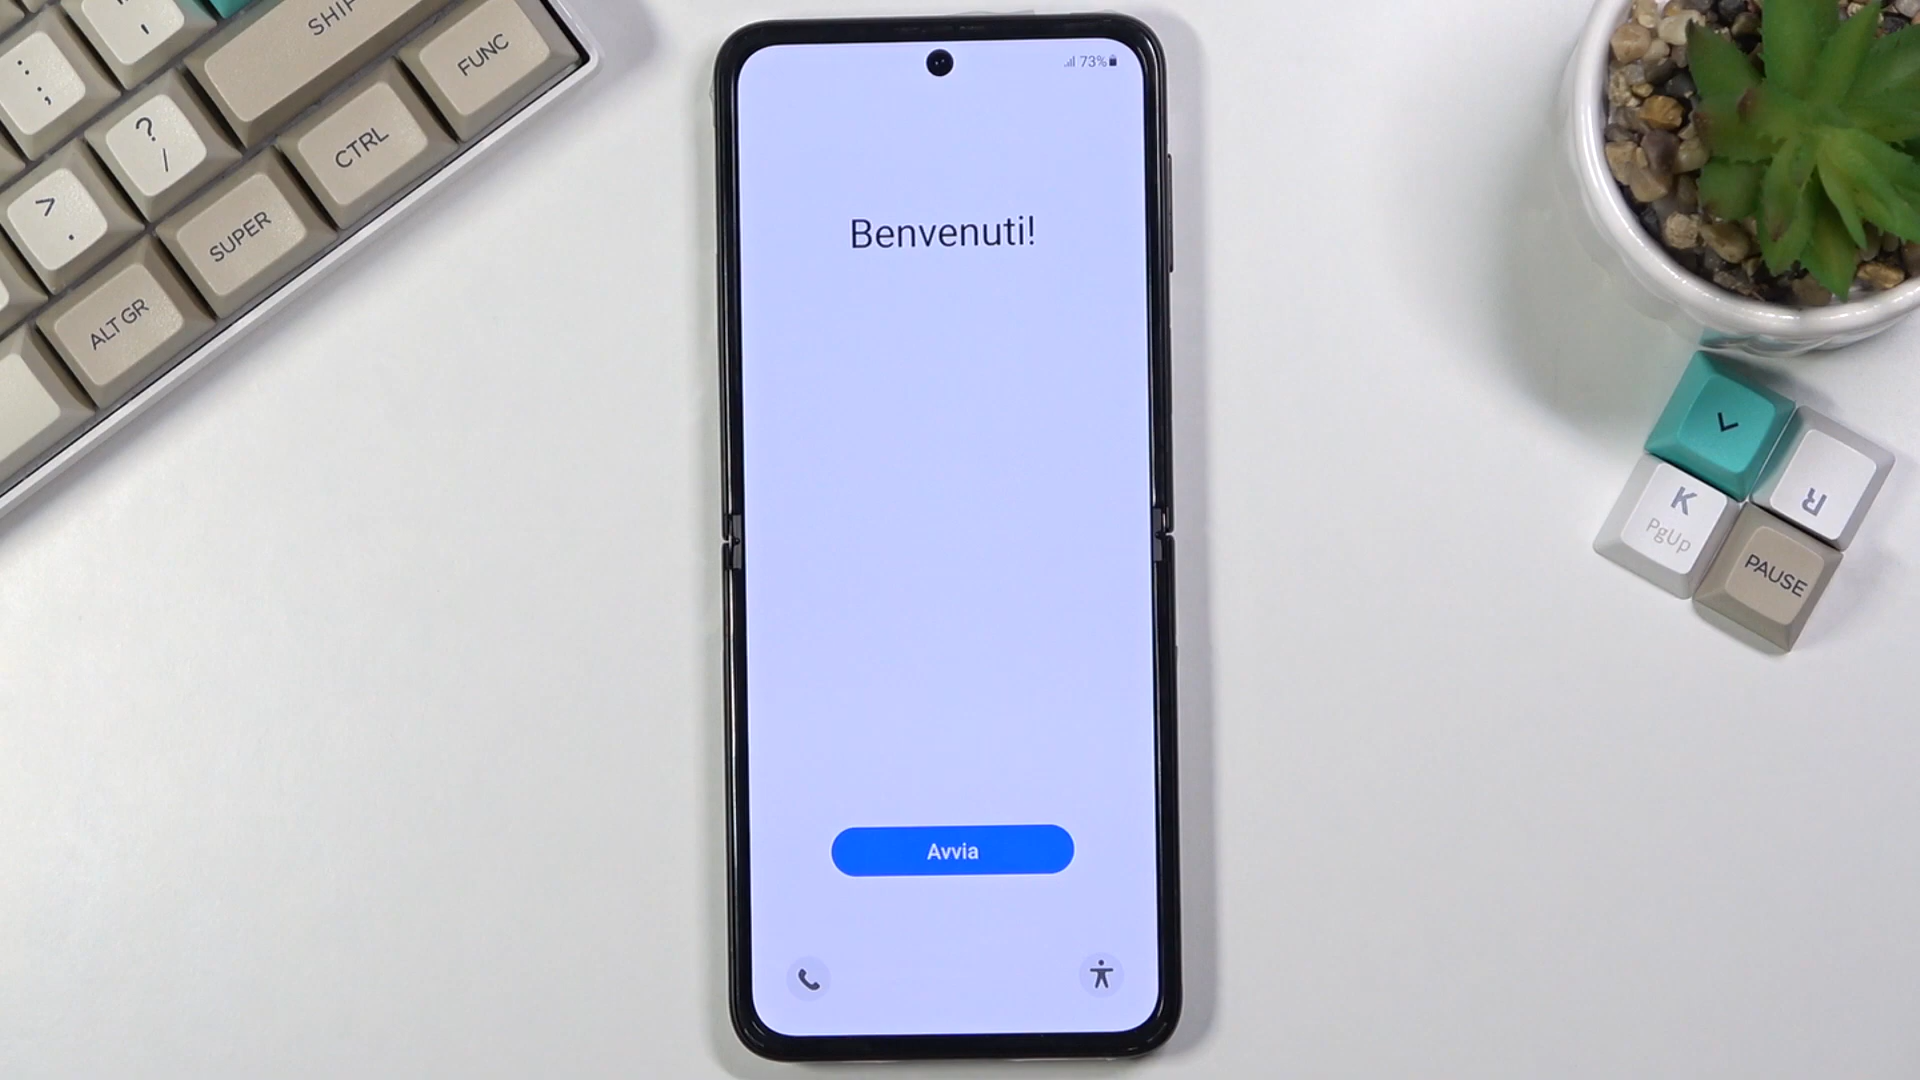 SHIF
FUNC
: ;
? /
CTRL
> .
SUPER
ALT GR
73%
Benvenuti!
Avvia
K
PgUp
R
PAUSE